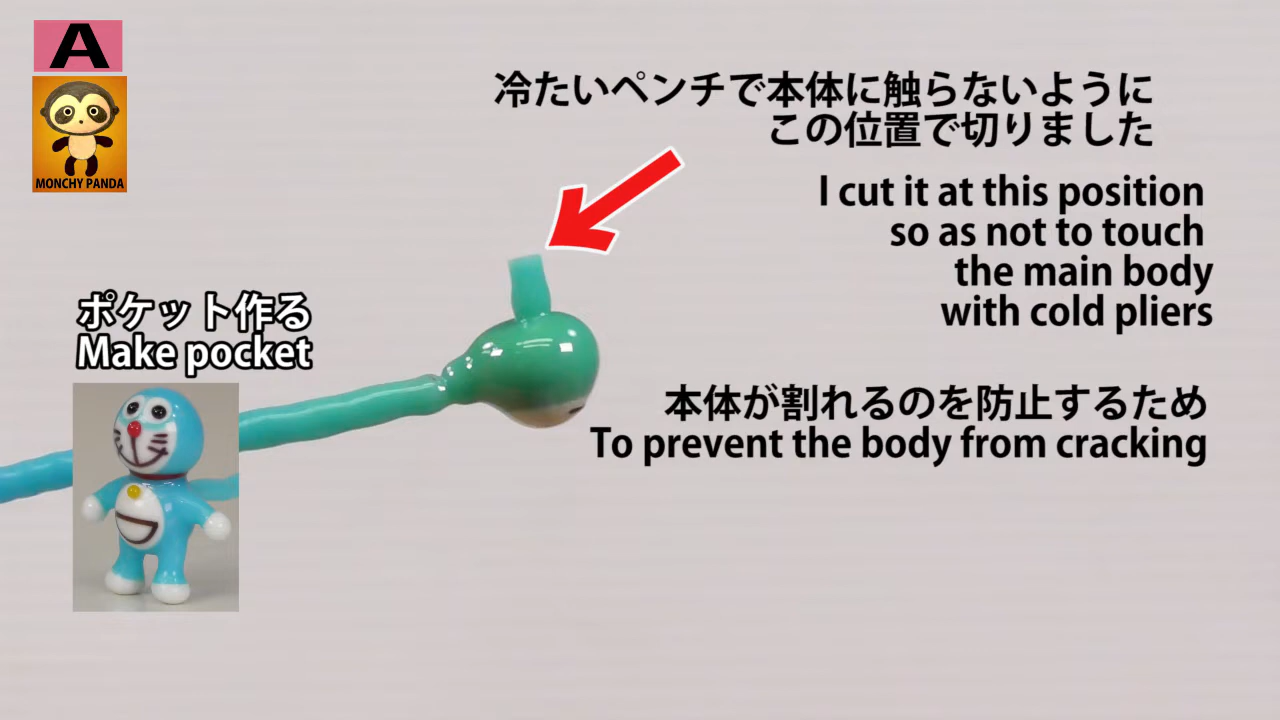 A
MONCHY PANDA
冷たいペンチで本体に触らないように
この位置で切りました
I cut it at this position
so as not to touch
the main body
with cold pliers
ポケット作る
Make pocket
本体が割れるのを防止するため
To prevent the body from cracking